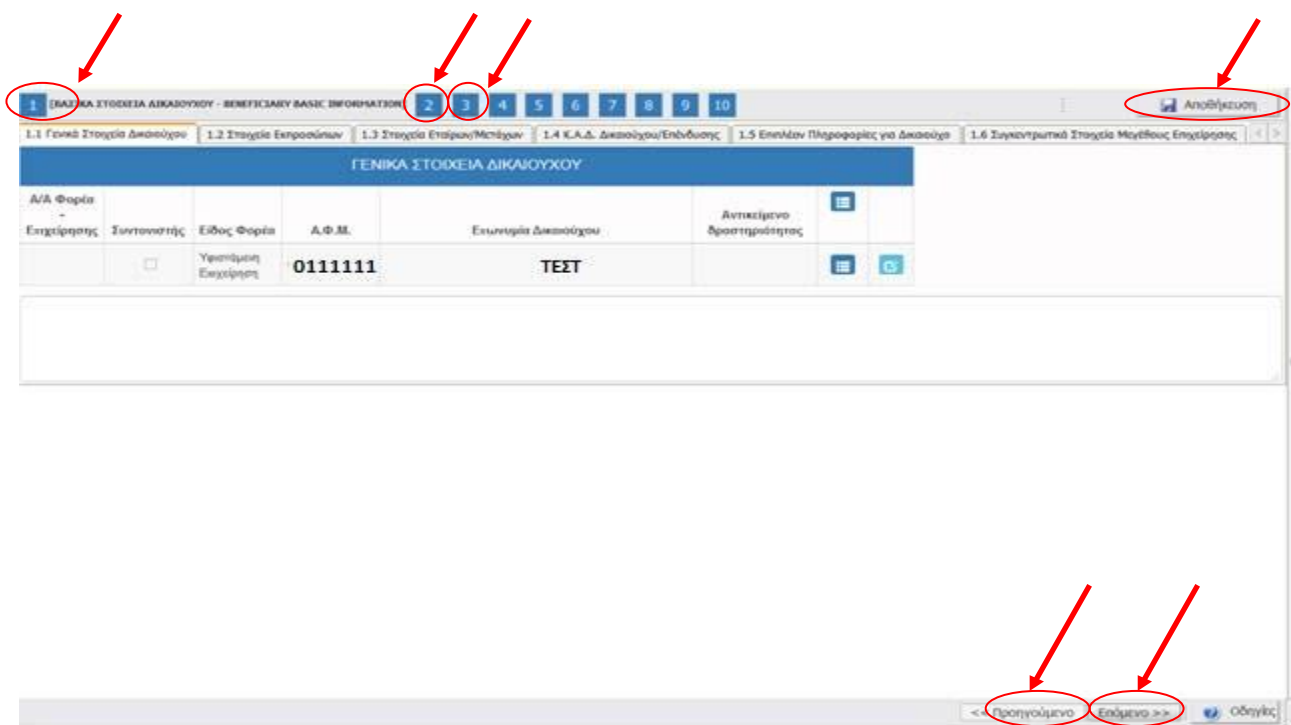 1 [ΒΑΣΙΚΑ ΣΤΟΙΧΕΙΑ ΔΙΚΑΙΟΥΧΟΥ - BENEFICIARY BASIC INFORMATION] 2 3 4 5 6 7 8 9 10 Αποθήκευση
1.1 Γενικά Στοιχεία Δικαιούχου 1.2 Στοιχεία Εκπροσώπων 1.3 Στοιχεία Εταίρων/Μετόχων 1.4 Κ.Α.Δ. Δικαιούχου/Επένδυσης 1.5 Επιπλέον Πληροφορίες για Δικαιούχο 1.6 Συγκεντρωτικά Στοιχεία Μεγέθους Επιχείρησης < >
ΓΕΝΙΚΑ ΣΤΟΙΧΕΙΑ ΔΙΚΑΙΟΥΧΟΥ
Α/Α Φορέα
-
Επιχείρησης Συντονιστής Είδος Φορέα Α.Φ.Μ. Επωνυμία Δικαιούχου Αντικείμενο
δραστηριότητας
Υφιστάμενη
Επιχείρηση 0111111 ΤΕΣΤ
<< Προηγούμενο Επόμενο >> Οδηγίες